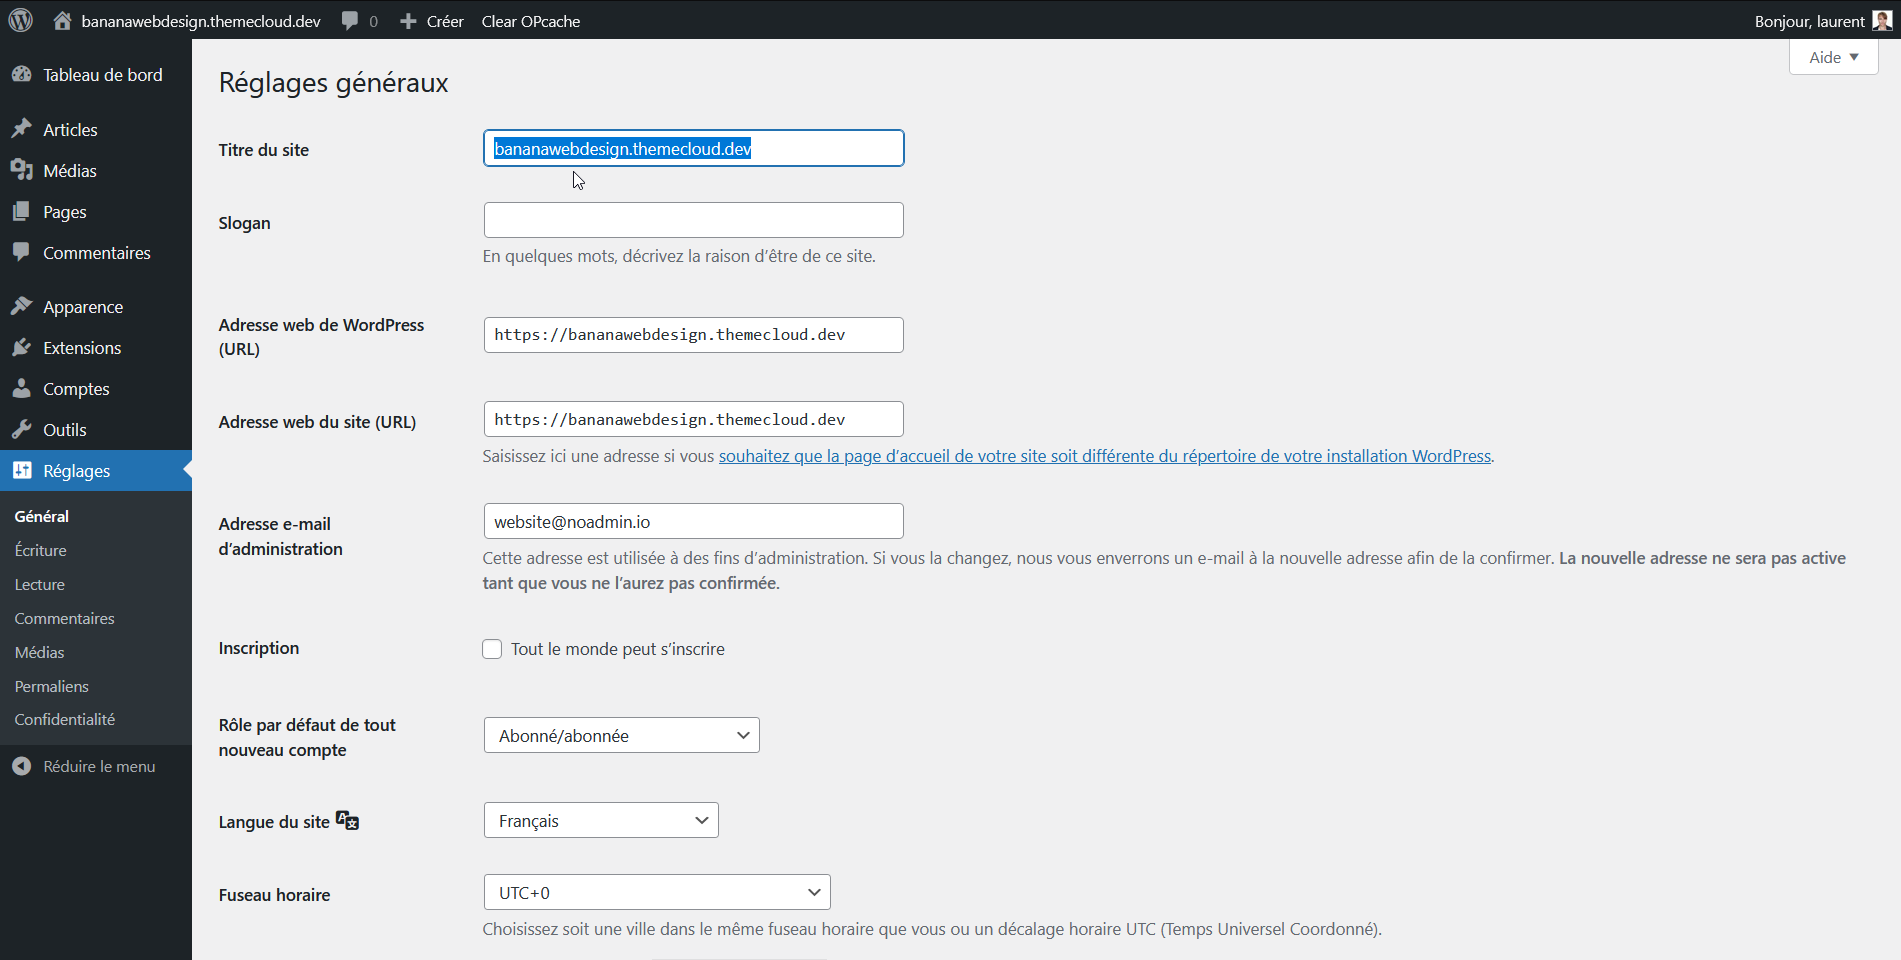 bananawebdesign.themecloud.dev 0 Créer Clear OPcache Bonjour, laurent
Aide
Tableau de bord
Articles
Médias
Pages
Commentaires
Apparence
Extensions
Comptes
Outils
Réglages
Général
Écriture
Lecture
Commentaires
Médias
Permaliens
Confidentialité
Réduire le menu
Réglages généraux
Titre du site
bananawebdesign.themecloud.dev
Slogan
En quelques mots, décrivez la raison d’être de ce site.
Adresse web de WordPress
(URL)
https://bananawebdesign.themecloud.dev
Adresse web du site (URL)
https://bananawebdesign.themecloud.dev
Saisissez ici une adresse si vous souhaitez que la page d’accueil de votre site soit différente du répertoire de votre installation WordPress.
Adresse e-mail
d’administration
website@noadmin.io
Cette adresse est utilisée à des fins d’administration. Si vous la changez, nous vous enverrons un e-mail à la nouvelle adresse afin de la confirmer. La nouvelle adresse ne sera pas active
tant que vous ne l’aurez pas confirmée.
Inscription
Tout le monde peut s’inscrire
Rôle par défaut de tout
nouveau compte
Abonné/abonnée
Langue du site
Français
Fuseau horaire
UTC+0
Choisissez soit une ville dans le même fuseau horaire que vous ou un décalage horaire UTC (Temps Universel Coordonné).